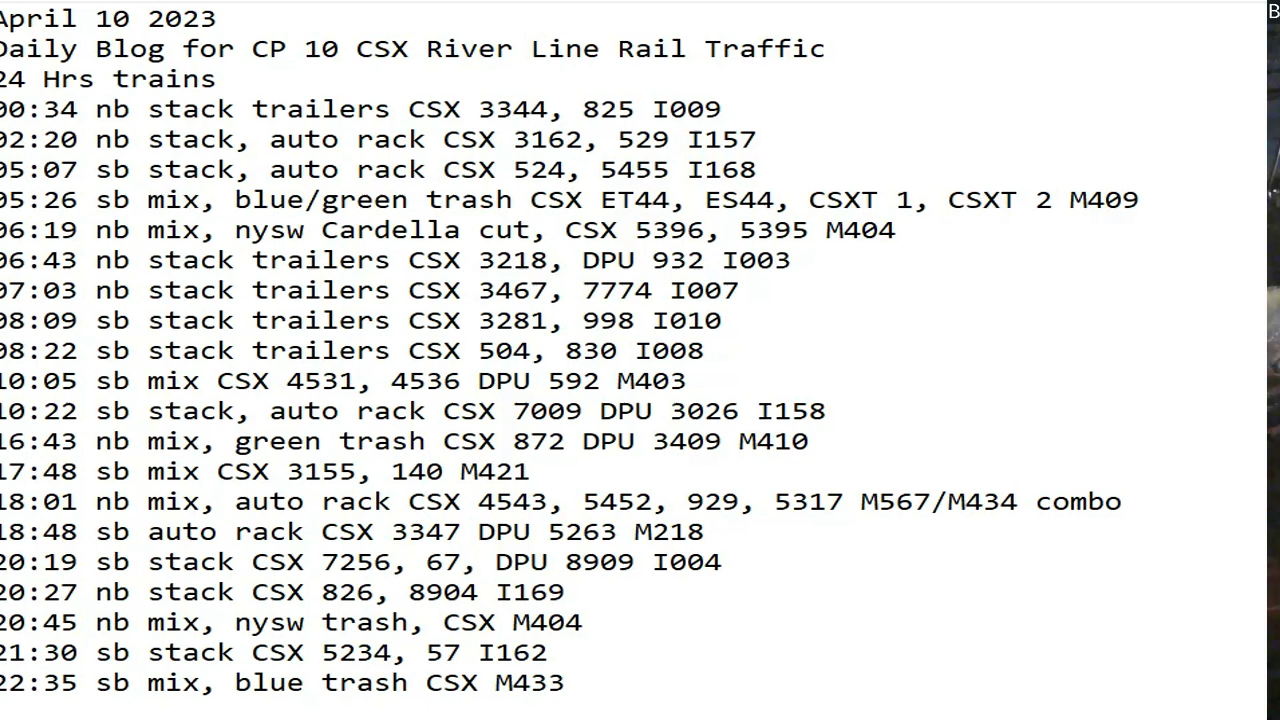 April 10 2023
Daily Blog for CP 10 CSX River Line Rail Traffic
24 Hrs trains
00:34 nb stack trailers CSX 3344, 825 I009
02:20 nb stack, auto rack CSX 3162, 529 I157
05:07 sb stack, auto rack CSX 524, 5455 I168
05:26 sb mix, blue/green trash CSX ET44, ES44, CSXT 1, CSXT 2 M409
06:19 nb mix, nysw Cardella cut, CSX 5396, 5395 M404
06:43 nb stack trailers CSX 3218, DPU 932 I003
07:03 nb stack trailers CSX 3467, 7774 I007
08:09 sb stack trailers CSX 3281, 998 I010
08:22 sb stack trailers CSX 504, 830 I008
10:05 sb mix CSX 4531, 4536 DPU 592 M403
10:22 sb stack, auto rack CSX 7009 DPU 3026 I158
16:43 nb mix, green trash CSX 872 DPU 3409 M410
17:48 sb mix CSX 3155, 140 M421
18:01 nb mix, auto rack CSX 4543, 5452, 929, 5317 M567/M434 combo
18:48 sb auto rack CSX 3347 DPU 5263 M218
20:19 sb stack CSX 7256, 67, DPU 8909 I004
20:27 nb stack CSX 826, 8904 I169
20:45 nb mix, nysw trash, CSX M404
21:30 sb stack CSX 5234, 57 I162
22:35 sb mix, blue trash CSX M433